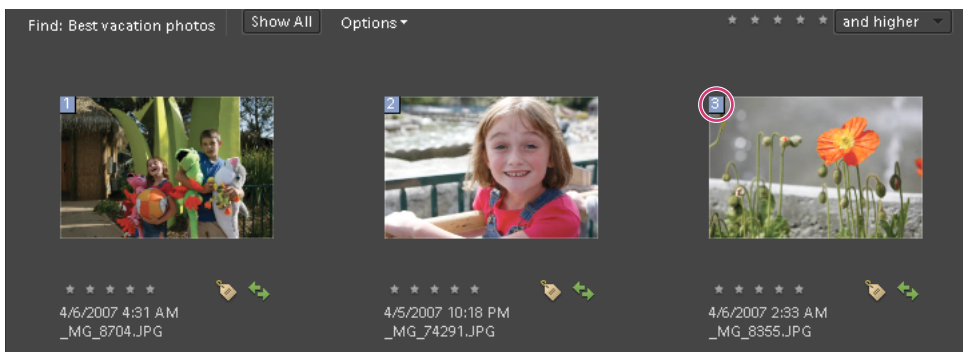 Find: Best vacation photos Show All Options and higher
1 2 3
4/6/2007 4:31 AM 4/5/2007 10:18 PM 4/6/2007 2:33 AM
_MG_8704.JPG _MG_74291.JPG _MG_8355.JPG